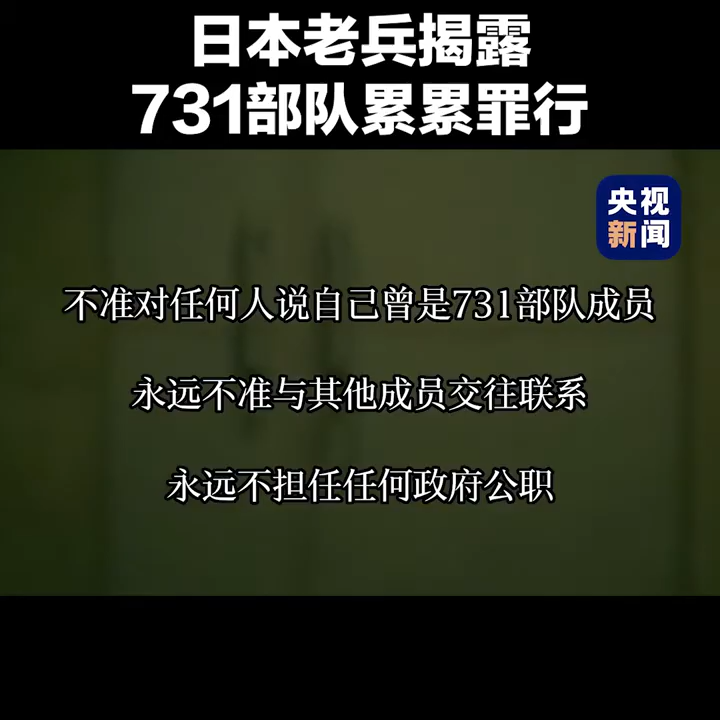 日本老兵揭露
731部队累累罪行
央视
新闻
不准对任何人说自己曾是731部队成员
永远不准与其他成员交往联系
永远不担任任何政府公职